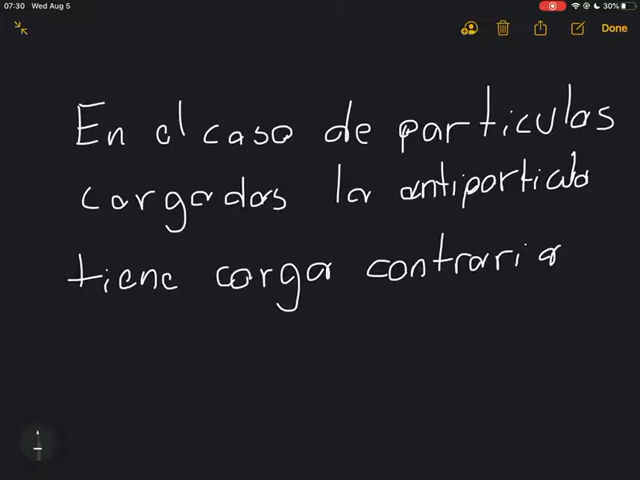 07:30 Wed Aug 5 30%
Done
En el caso de particulas
cargadas la antiparticula
tiene carga contraria